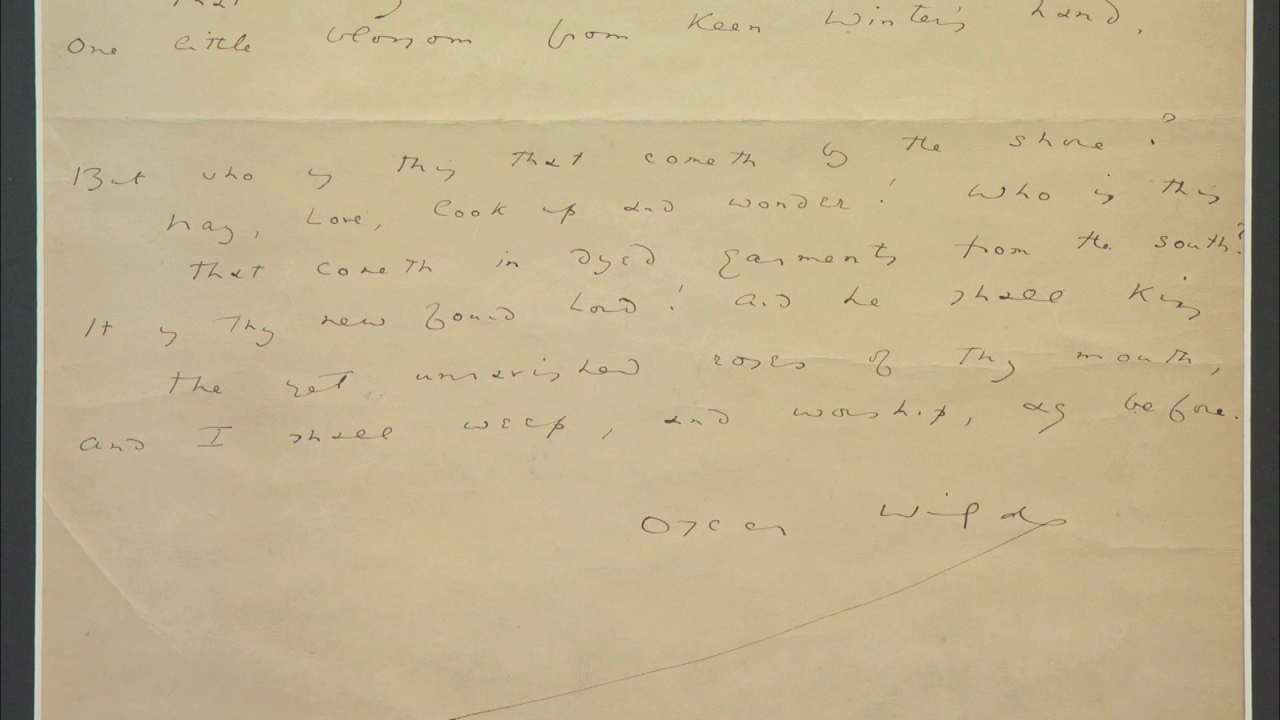 One little blossom from keen winter's hand.
But who is this that cometh by the shore?
Nay, Love, look up and wonder! Who is this
That cometh in dyed garments from the south?
It is thy new found Lord! and he shall kiss
The yet unravished roses of thy mouth,
And I shall weep, and worship, as before.
Oscar Wilde